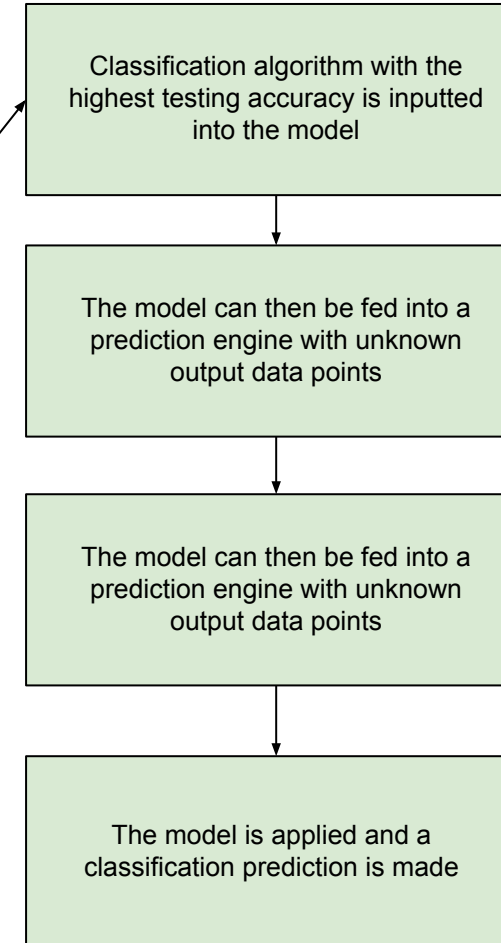 Classification algorithm with the
highest testing accuracy is inputted
into the model
The model can then be fed into a
prediction engine with unknown
output data points
The model can then be fed into a
prediction engine with unknown
output data points
The model is applied and a
classification prediction is made